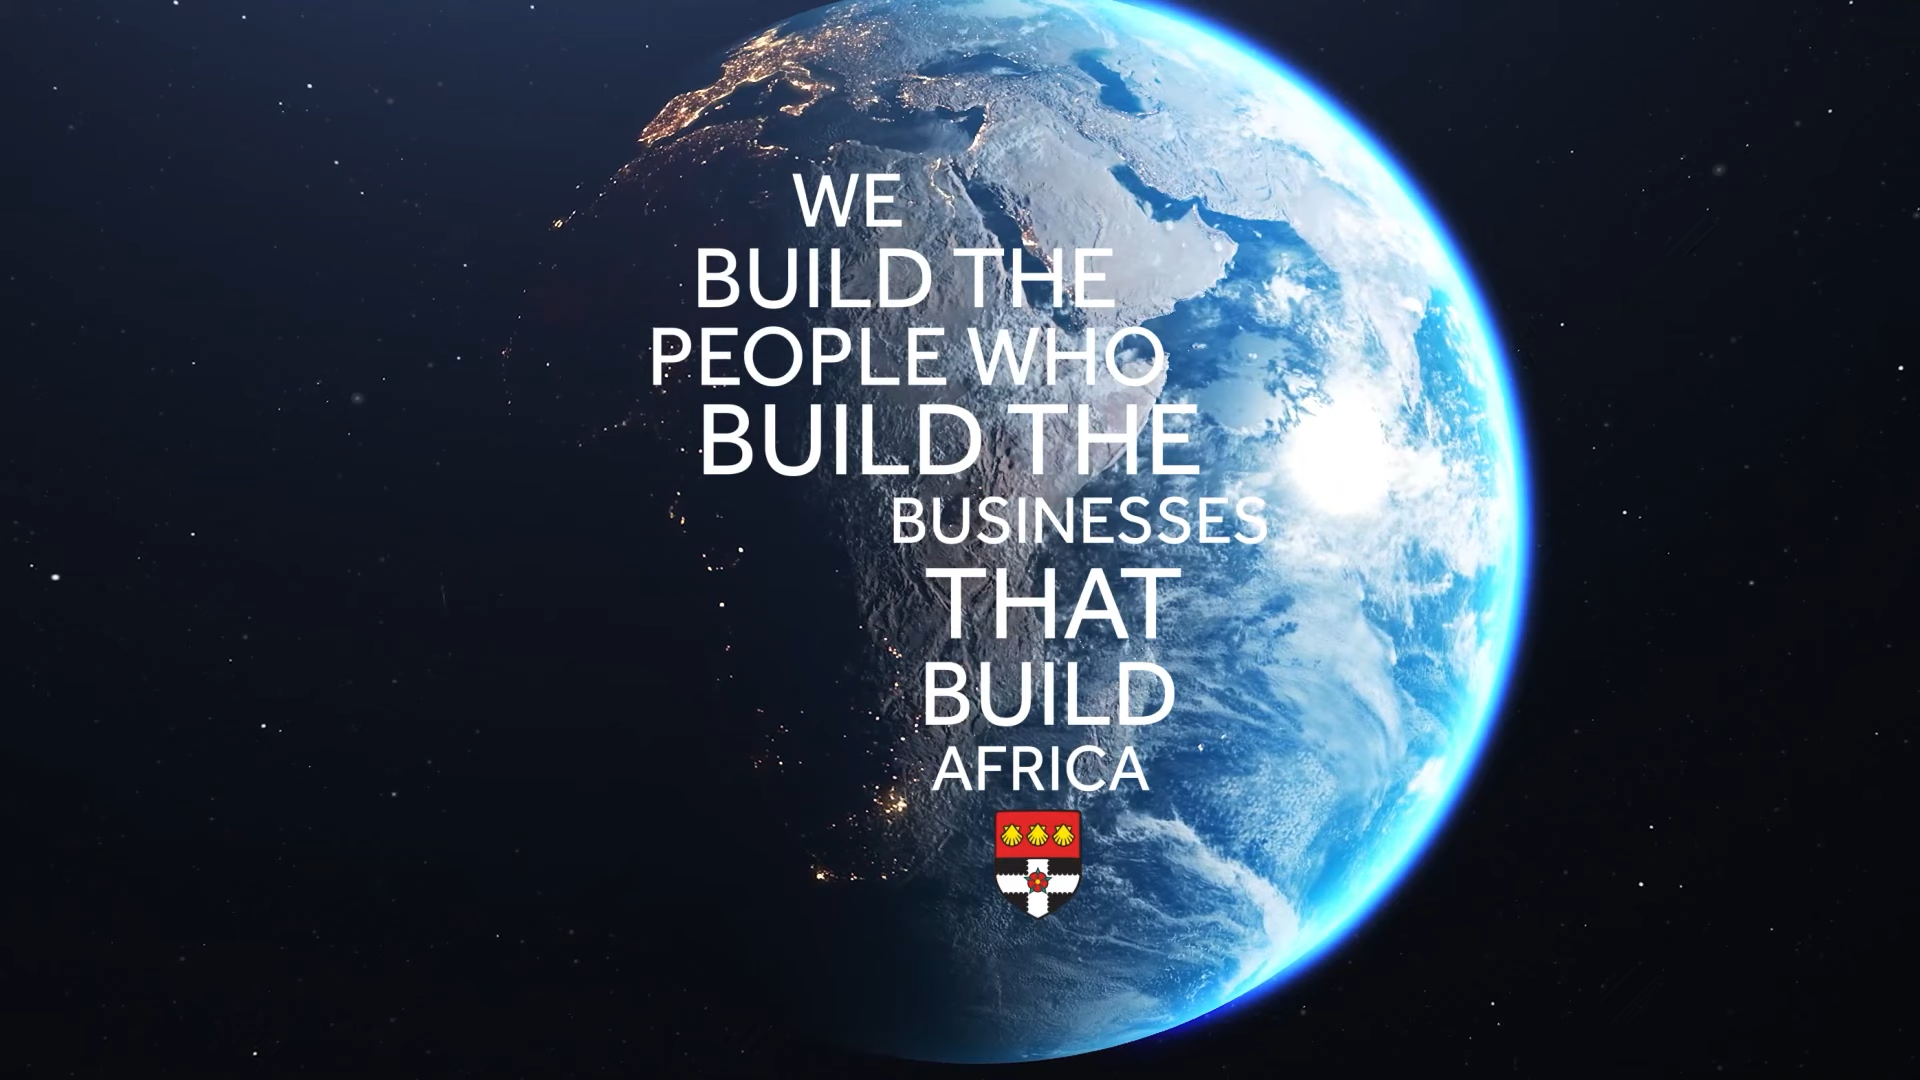 WE
BUILD THE
PEOPLE WHO
BUILD THE
BUSINESSES
THAT
BUILD
AFRICA